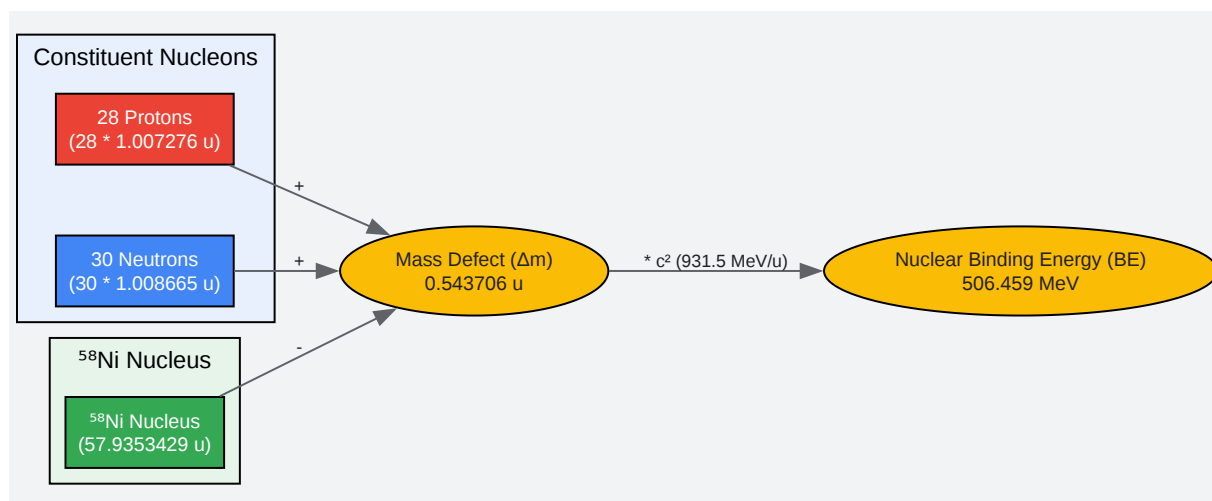 Constituent Nucleons
28 Protons
(28 * 1.007276 u)
+
30 Neutrons
(30 * 1.008665 u)
+
Mass Defect (Δm)
0.543706 u
* c² (931.5 MeV/u)
Nuclear Binding Energy (BE)
506.459 MeV
-
⁵⁸Ni Nucleus
⁵⁸Ni Nucleus
(57.9353429 u)